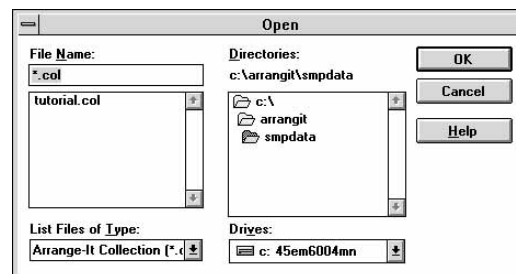 Open
File Name:
*.col
tutorial.col
List Files of Type:
Arrange-It Collection (*.c
Directories:
c:\arrangit\smpdata
c:\
arrangit
smpdata
Drives:
c: 45em6004mn
OK
Cancel
Help